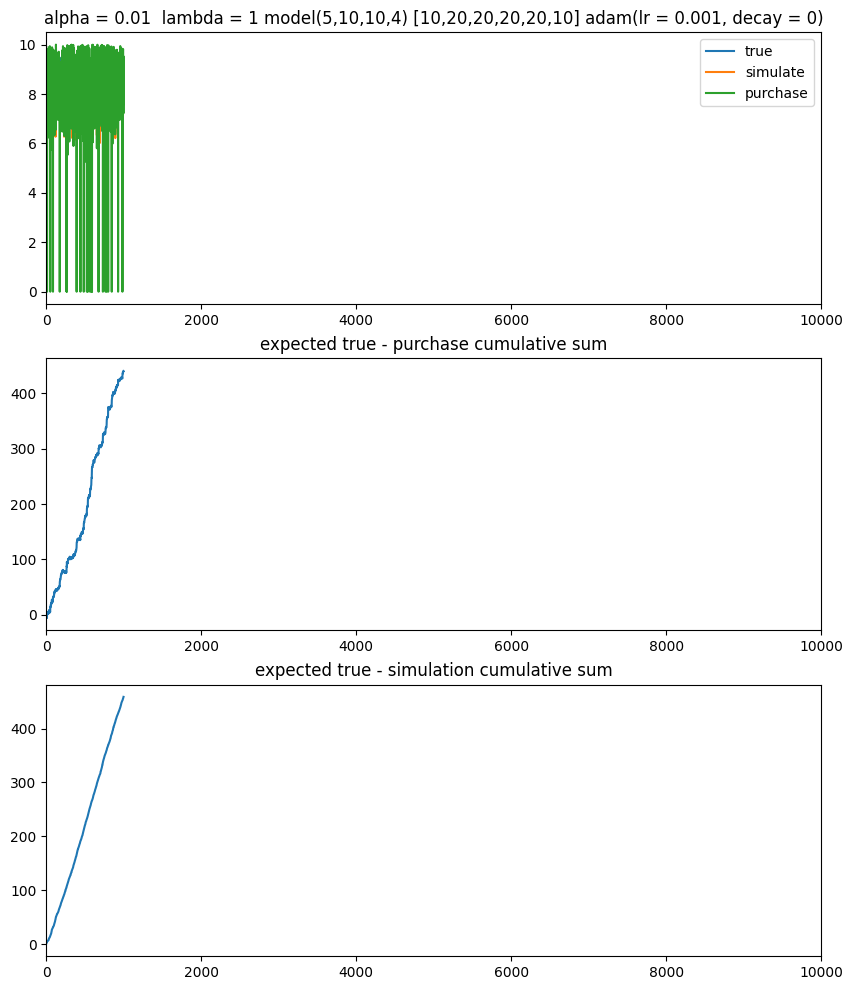 alpha = 0.01  lambda = 1 model(5,10,10,4) [10,20,20,20,20,10] adam(lr = 0.001, decay = 0)
10
8
6
4
2
0
true
simulate
purchase
0 2000 4000 6000 8000 10000
expected true - purchase cumulative sum
400
300
200
100
0
0 2000 4000 6000 8000 10000
expected true - simulation cumulative sum
400
300
200
100
0
0 2000 4000 6000 8000 10000